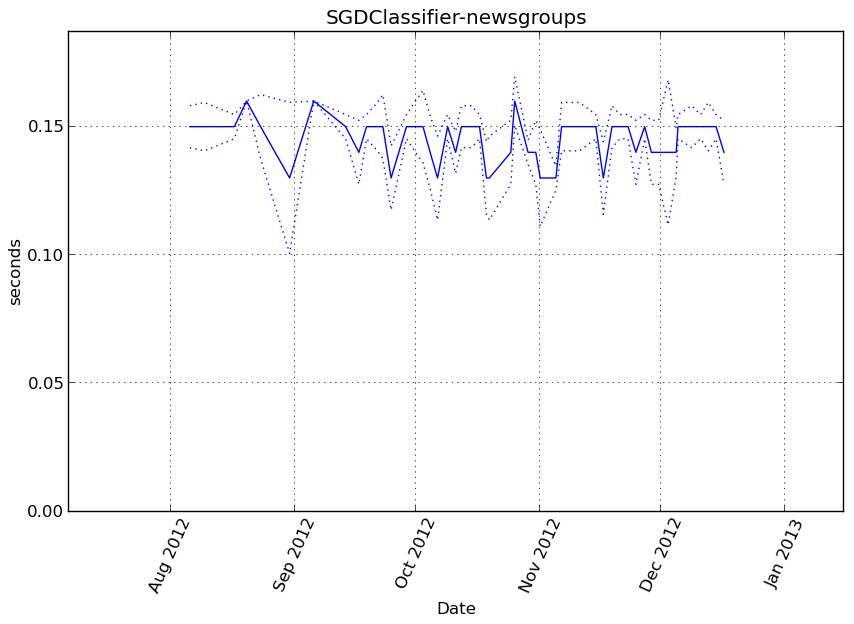 SGDClassifier-newsgroups
seconds
0.15
0.10
0.05
0.00
Aug 2012
Sep 2012
Oct 2012
Nov 2012
Dec 2012
Jan 2013
Date